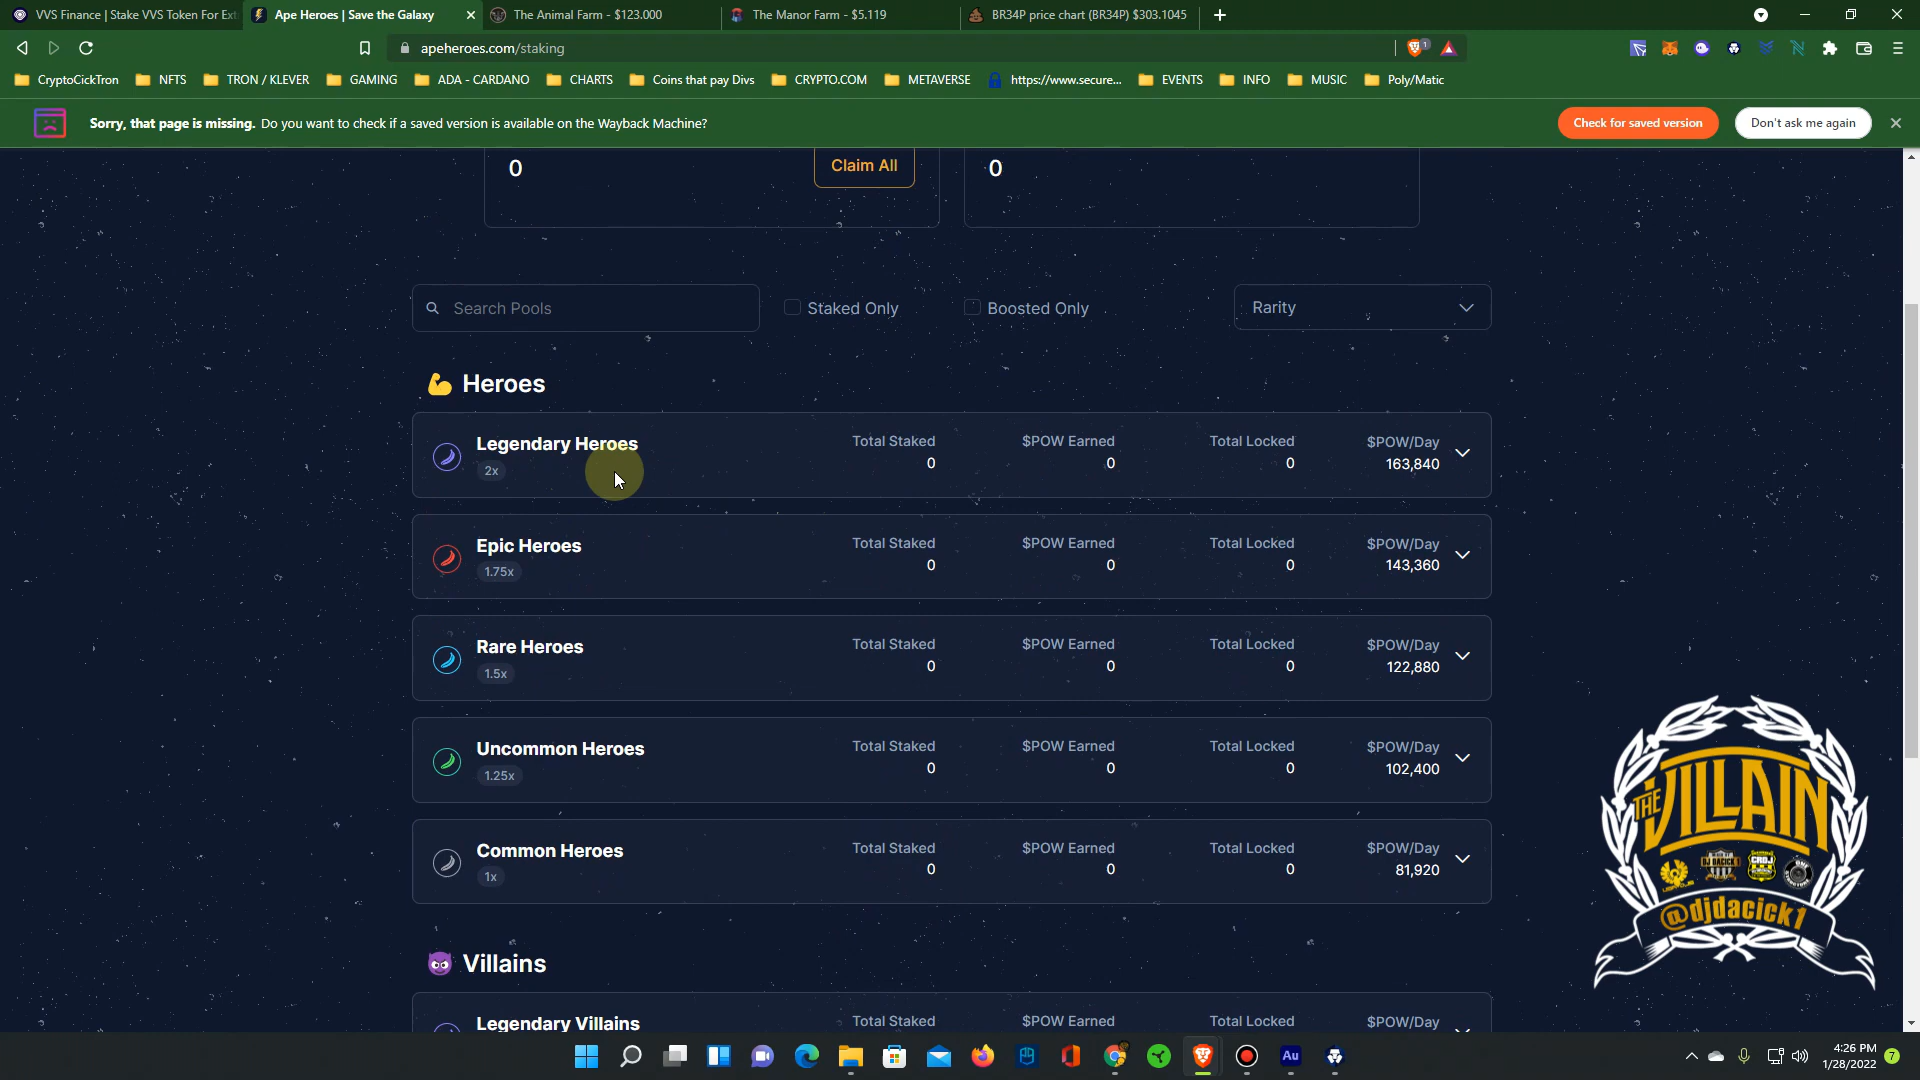 VVS Finance | Stake VVS Token For Ext
Ape Heroes | Save the Galaxy
The Animal Farm - $123.000
The Manor Farm - $5.119
BR34P price chart (BR34P) $303.1045
apeheroes.com/staking
1
CryptoCickTron
NFTS
TRON / KLEVER
GAMING
ADA - CARDANO
CHARTS
Coins that pay Divs
CRYPTO.COM
METAVERSE
https://www.secure...
EVENTS
INFO
MUSIC
Poly/Matic
Sorry, that page is missing. Do you want to check if a saved version is available on the Wayback Machine?
Check for saved version
Don't ask me again
0
Claim All
0
Search Pools
Staked Only
Boosted Only
Rarity
Heroes
Legendary Heroes
2x
Total Staked
0
$POW Earned
0
Total Locked
0
$POW/Day
163,840
Epic Heroes
1.75x
Total Staked
0
$POW Earned
0
Total Locked
0
$POW/Day
143,360
Rare Heroes
1.5x
Total Staked
0
$POW Earned
0
Total Locked
0
$POW/Day
122,880
Uncommon Heroes
1.25x
Total Staked
0
$POW Earned
0
Total Locked
0
$POW/Day
102,400
Common Heroes
1x
Total Staked
0
$POW Earned
0
Total Locked
0
$POW/Day
81,920
Villains
Legendary Villains
Total Staked
$POW Earned
Total Locked
$POW/Day
THE VILLAIN
@djdacick1
Au
4:26 PM
1/28/2022
7